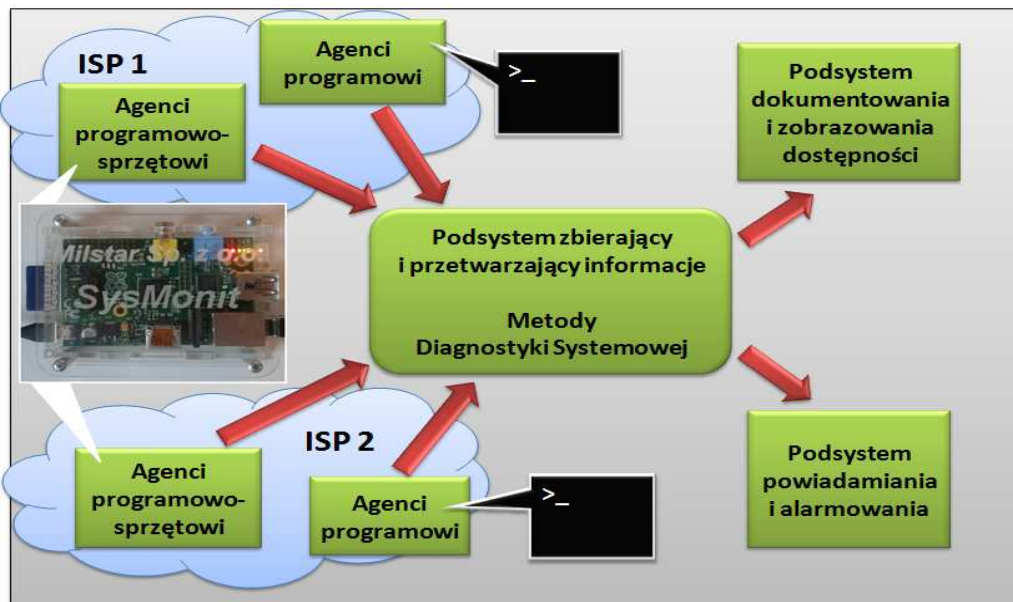 ISP 1
Agenci
programowi
>_
Agenci
programowo-
sprzętowi
Podsystem
dokumentowania
i zobrazowania
dostępności
Milstar Sp. z o.o.
SysMonit
Podsystem zbierający
i przetwarzający informacje
Metody
Diagnostyki Systemowej
ISP 2
Agenci
programowo-
sprzętowi
Agenci
programowi
>_
Podsystem
powiadamiania
i alarmowania